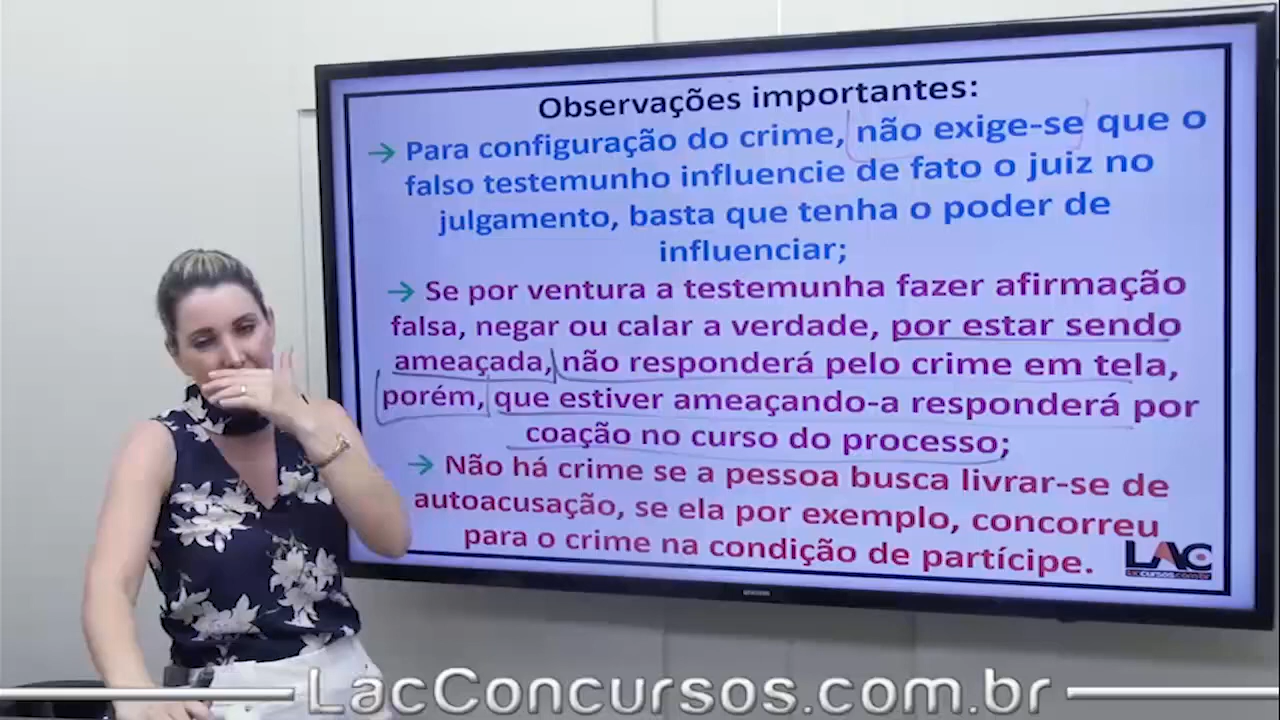 Observações importantes:
→ Para configuração do crime, não exige-se que o
falso testemunho influencie de fato o juiz no
julgamento, basta que tenha o poder de
influenciar;
→ Se por ventura a testemunha fazer afirmação
falsa, negar ou calar a verdade, por estar sendo
ameaçada, não responderá pelo crime em tela,
porém, que estiver ameaçando-a responderá por
coação no curso do processo;
→ Não há crime se a pessoa busca livrar-se de
autoacusação, se ela por exemplo, concorreu
para o crime na condição de partícipe.
LAC
laccursos.com.br
LacConcursos.com.br